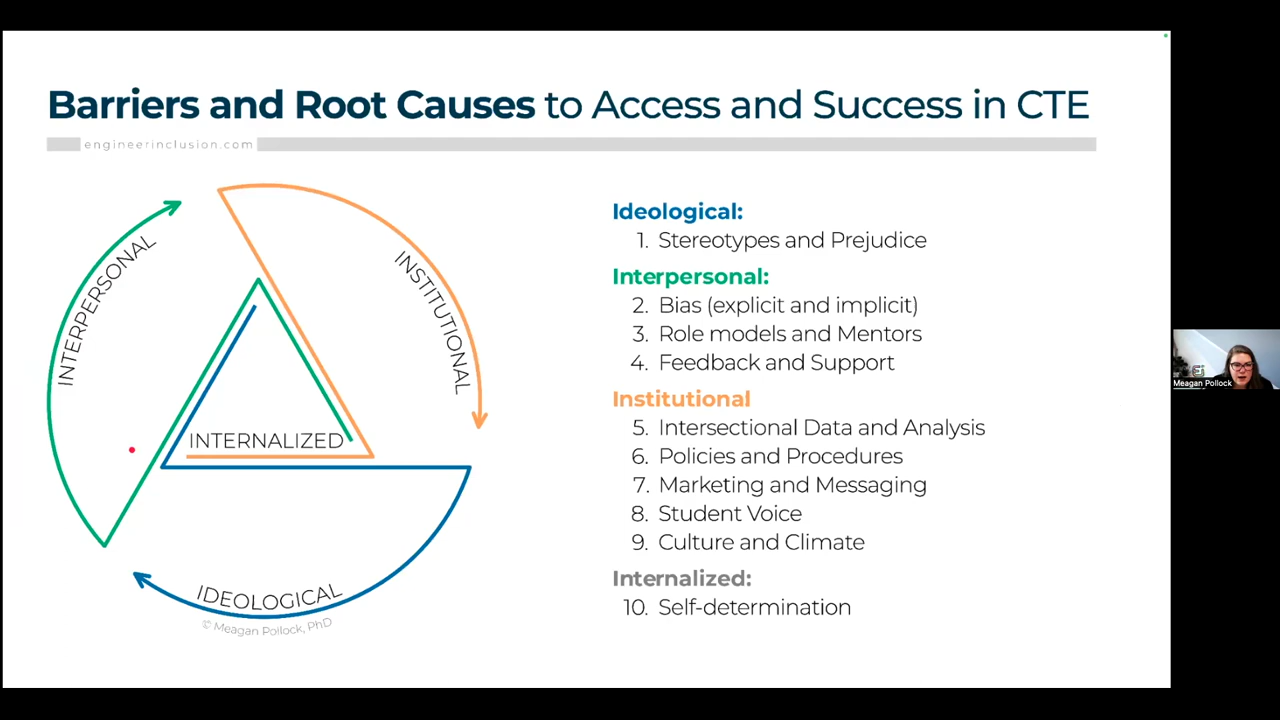 Barriers and Root Causes to Access and Success in CTE
engineerinclusion.com
INTERPERSONAL
INSTITUTIONAL
INTERNALIZED
IDEOLOGICAL
© Meagan Pollock, PhD
Ideological:
1. Stereotypes and Prejudice
Interpersonal:
2. Bias (explicit and implicit)
3. Role models and Mentors
4. Feedback and Support
Institutional
5. Intersectional Data and Analysis
6. Policies and Procedures
7. Marketing and Messaging
8. Student Voice
9. Culture and Climate
Internalized:
10. Self-determination
Meagan Pollock